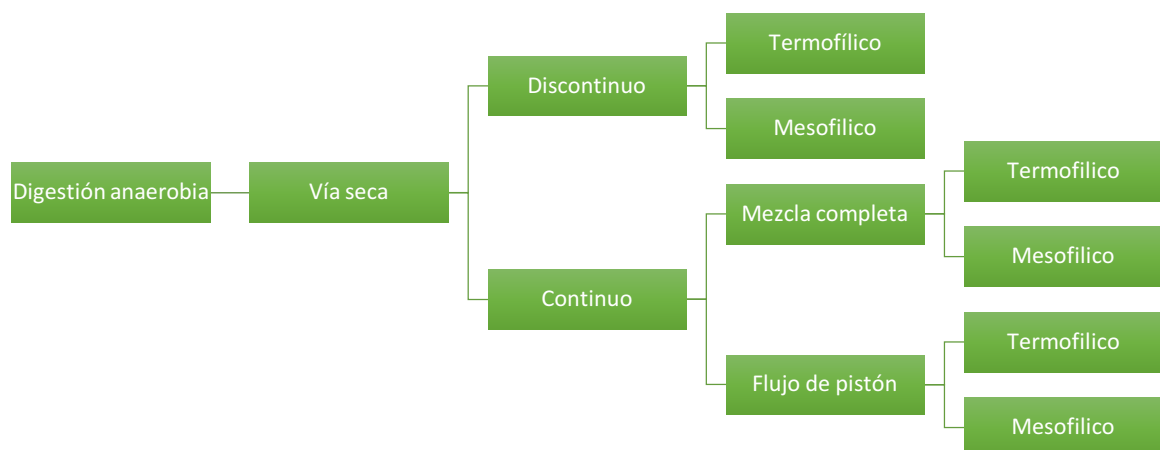 Termofílico
Discontinuo
Mesofilico
Termofilico
Digestión anaerobia
Vía seca
Mezcla completa
Mesofilico
Continuo
Termofilico
Flujo de pistón
Mesofilico